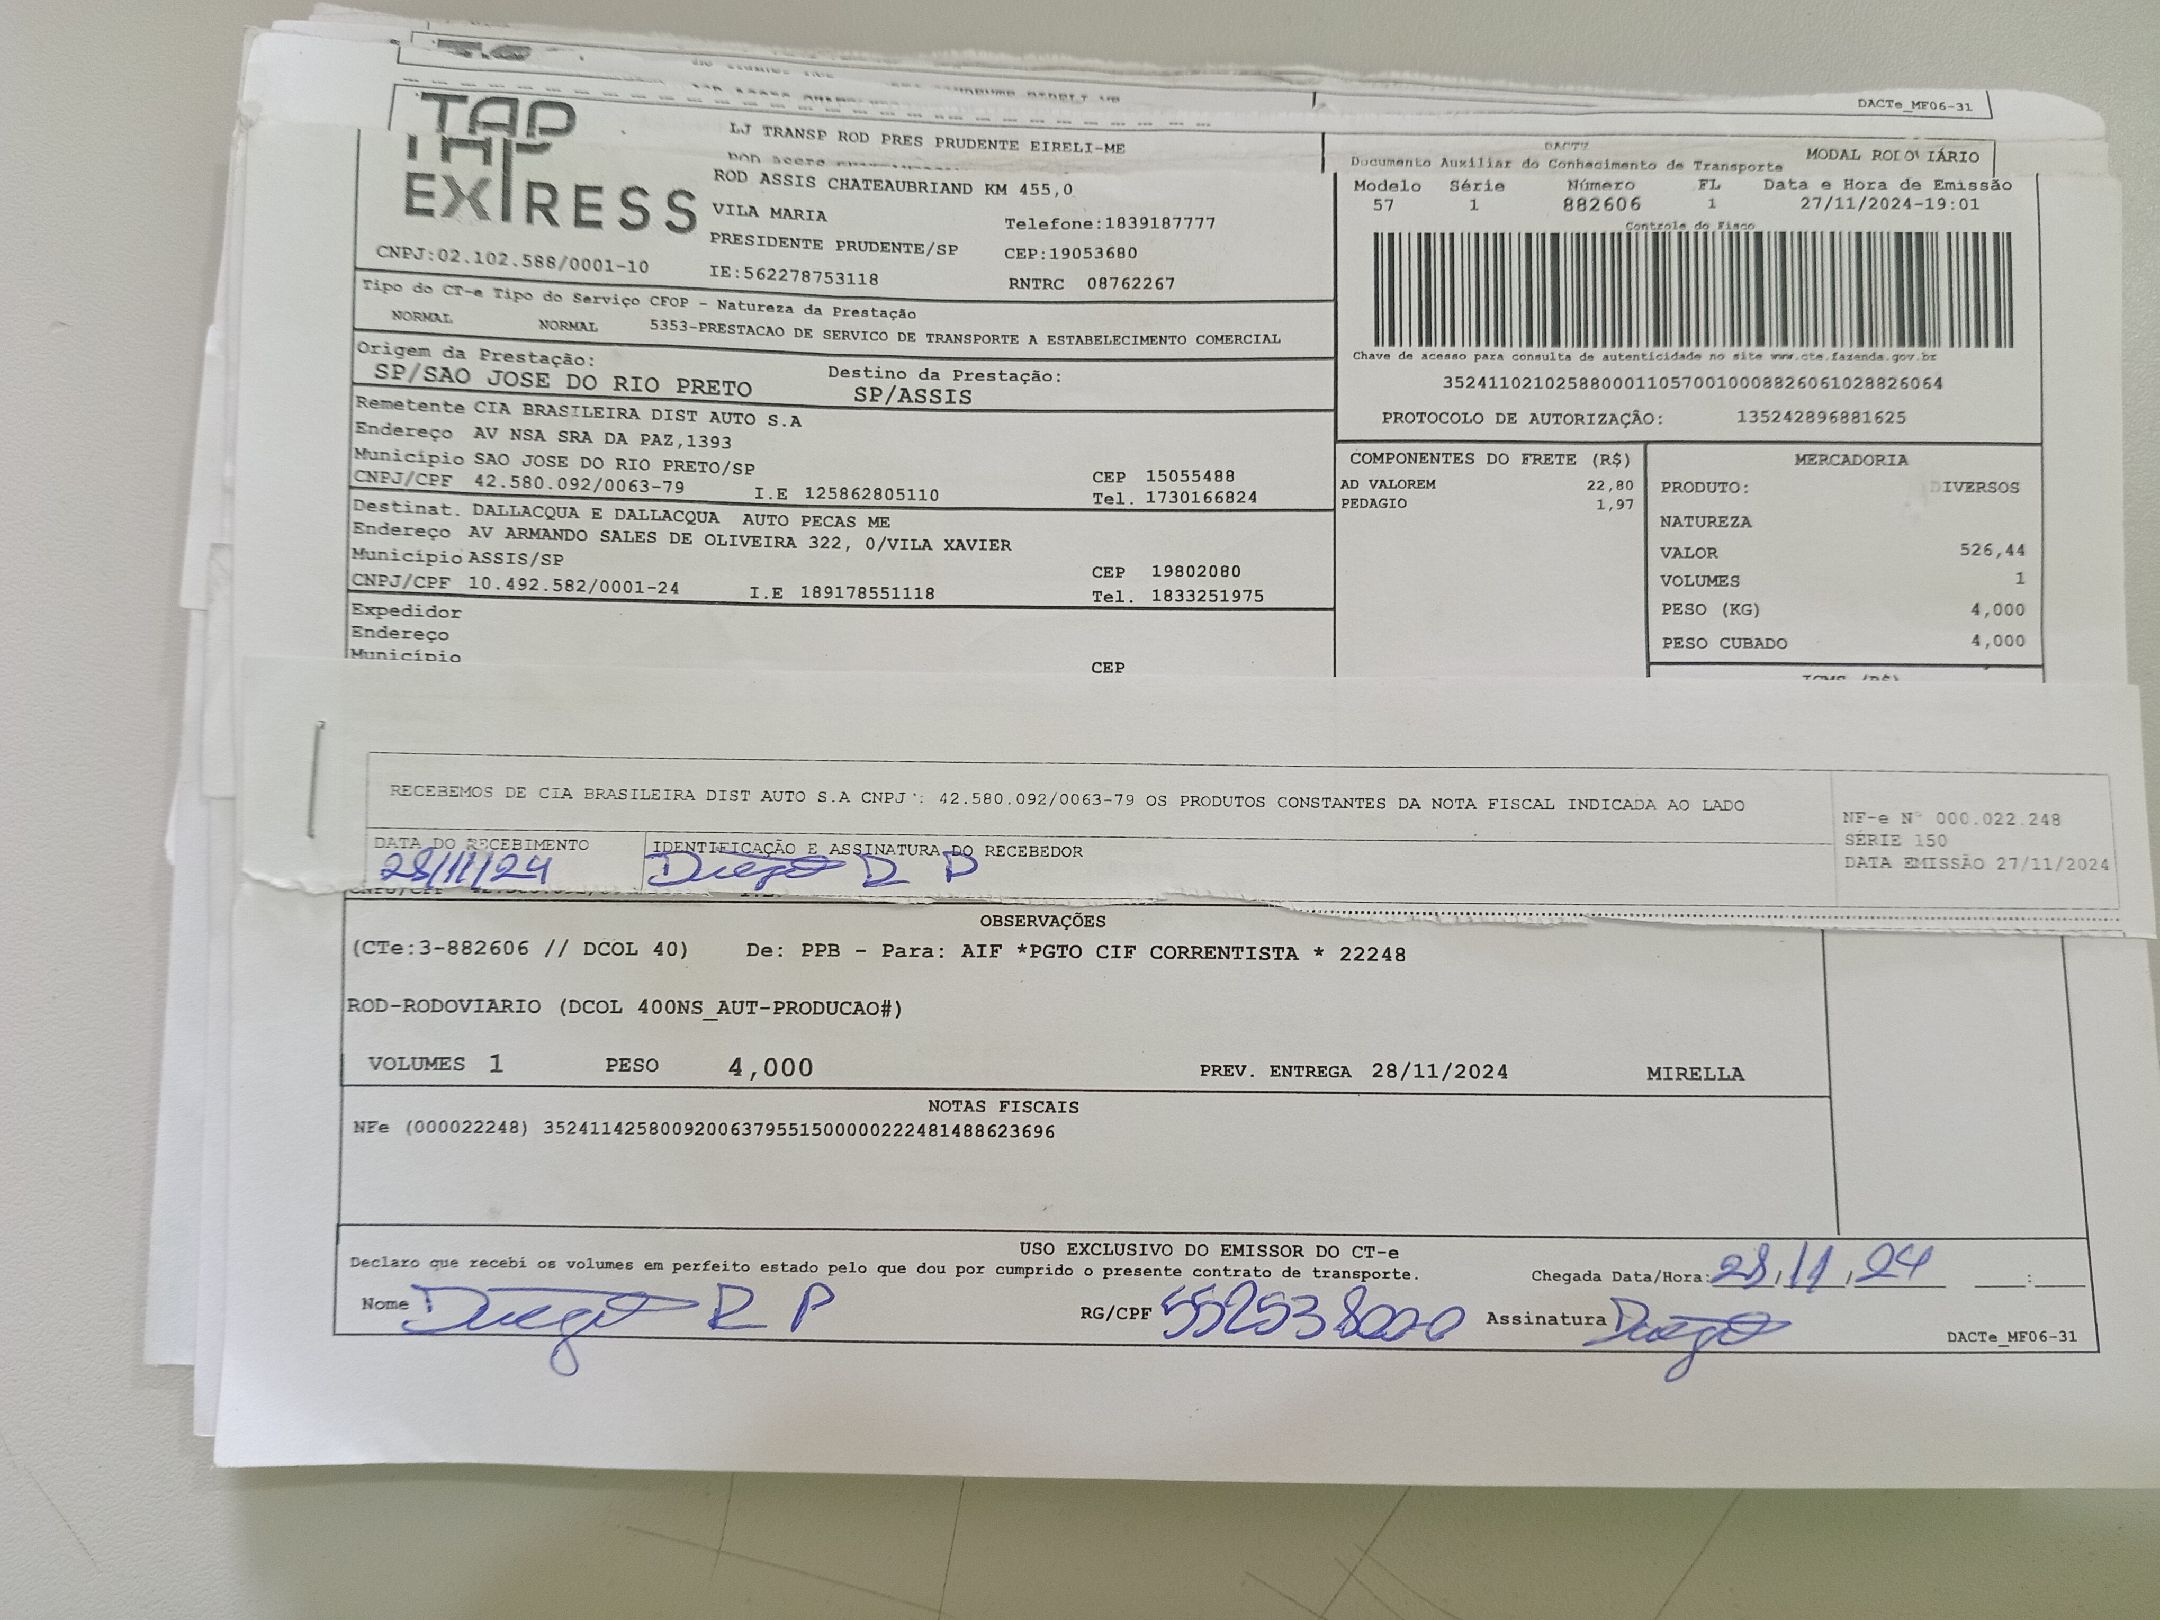 DACTe_MF06-31
TAP
EXPRESS
LJ TRANSP ROD PRES PRUDENTE EIRELI-ME
ROD ASSIS CHATEAUBRIAND KM 455,0
VILA MARIA
Telefone:1839187777
PRESIDENTE PRUDENTE/SP
CEP:19053680
CNPJ:02.102.588/0001-10
IE:562278753118
RNTRC 08762267
DACTE
Documento Auxiliar do Conhecimento de Transporte
MODAL RODOVIÁRIO
Modelo Série Número FL Data e Hora de Emissão
57 1 882606 1 27/11/2024-19:01
Controle do Fisco
Chave de acesso para consulta de autenticidade no site www.cte.fazenda.gov.br
35241102102588000110570010008826061028826064
PROTOCOLO DE AUTORIZAÇÃO: 135242896881625
Tipo do CT-e Tipo do Serviço CFOP - Natureza da Prestação
NORMAL NORMAL 5353-PRESTACAO DE SERVICO DE TRANSPORTE A ESTABELECIMENTO COMERCIAL
Origem da Prestação:
SP/SAO JOSE DO RIO PRETO
Destino da Prestação:
SP/ASSIS
Remetente CIA BRASILEIRA DIST AUTO S.A
Endereço AV NSA SRA DA PAZ,1393
Município SAO JOSE DO RIO PRETO/SP
CEP 15055488
CNPJ/CPF 42.580.092/0063-79 I.E 125862805110 Tel. 1730166824
Destinat. DALLACQUA E DALLACQUA AUTO PECAS ME
Endereço AV ARMANDO SALES DE OLIVEIRA 322, 0/VILA XAVIER
Município ASSIS/SP
CEP 19802080
CNPJ/CPF 10.492.582/0001-24 I.E 189178551118 Tel. 1833251975
Expedidor
Endereço
Município
CEP
COMPONENTES DO FRETE (R$)
AD VALOREM 22,80
PEDAGIO 1,97
MERCADORIA
PRODUTO: DIVERSOS
NATUREZA
VALOR 526,44
VOLUMES 1
PESO (KG) 4,000
PESO CUBADO 4,000
ICMS (R$)
RECEBEMOS DE CIA BRASILEIRA DIST AUTO S.A CNPJ : 42.580.092/0063-79 OS PRODUTOS CONSTANTES DA NOTA FISCAL INDICADA AO LADO
NF-e Nº 000.022.248
SÉRIE 150
DATA EMISSÃO 27/11/2024
DATA DO RECEBIMENTO
28/11/24
IDENTIFICAÇÃO E ASSINATURA DO RECEBEDOR
Diego R P
OBSERVAÇÕES
(CTe:3-882606 // DCOL 40) De: PPB - Para: AIF *PGTO CIF CORRENTISTA * 22248
ROD-RODOVIARIO (DCOL 400NS_AUT-PRODUCAO#)
VOLUMES 1 PESO 4,000 PREV. ENTREGA 28/11/2024 MIRELLA
NOTAS FISCAIS
NFe (000022248) 35241142580092006379551500000222481488623696
USO EXCLUSIVO DO EMISSOR DO CT-e
Declaro que recebi os volumes em perfeito estado pelo que dou por cumprido o presente contrato de transporte.
Chegada Data/Hora: 28/11/24 __:__
Nome Diego R P
RG/CPF 552538000-0
Assinatura Diego
DACTe_MF06-31